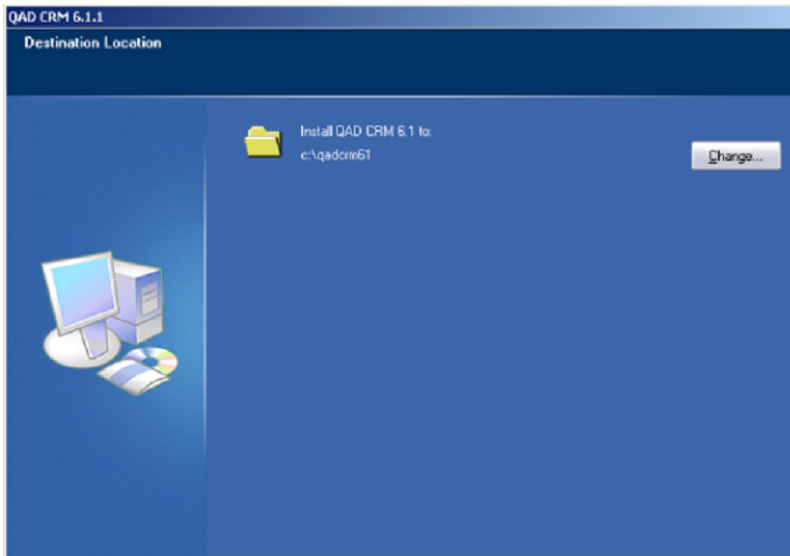 QAD CRM 6.1.1
Destination Location
Install QAD CRM 6.1 to:
c:\qadcrm61
Change...